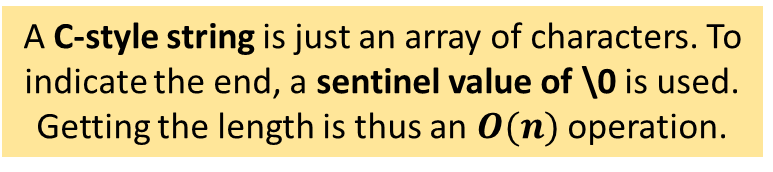 A C-style string is just an array of characters. To
indicate the end, a sentinel value of \0 is used.
Getting the length is thus an O(n) operation.